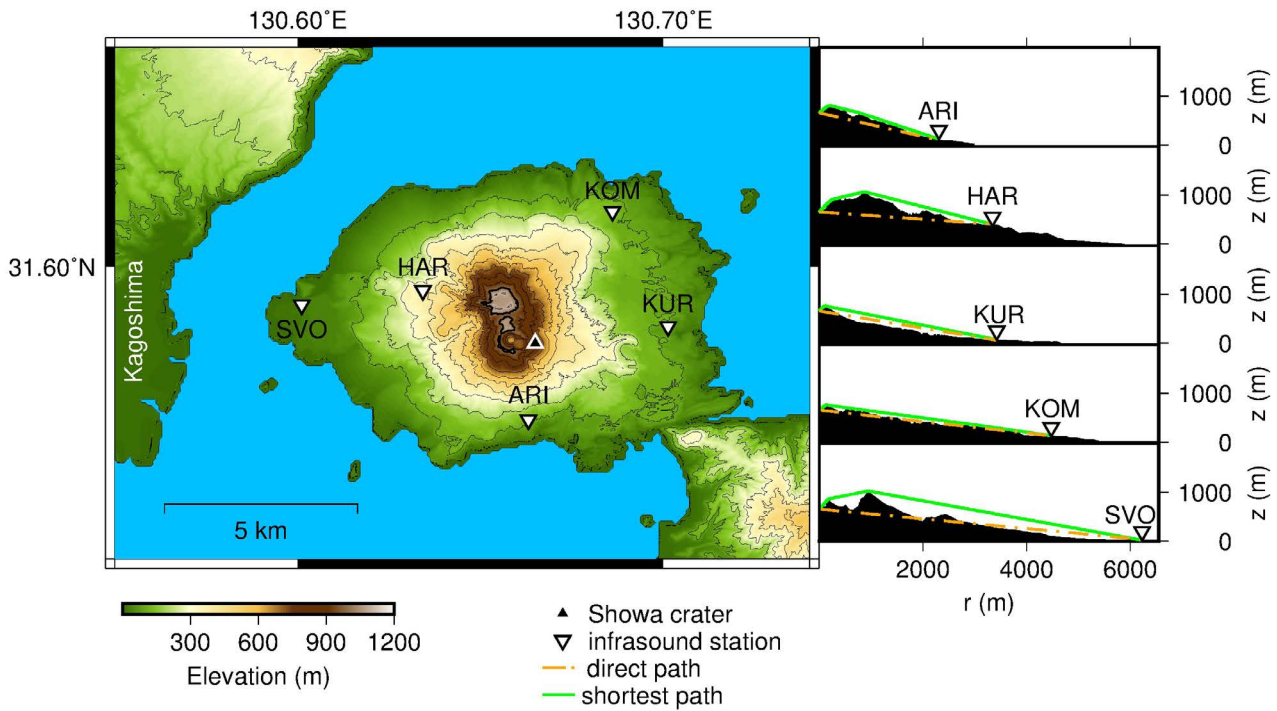 130.60°E
130.70°E
31.60°N
Kagoshima
KOM
HAR
KUR
SVO
ARI
5 km
300 600 900 1200
Elevation (m)
Showa crater
infrasound station
direct path
shortest path
ARI
1000
0
z (m)
HAR
1000
0
z (m)
KUR
1000
0
z (m)
KOM
1000
0
z (m)
SVO
1000
0
z (m)
2000 4000 6000
r (m)